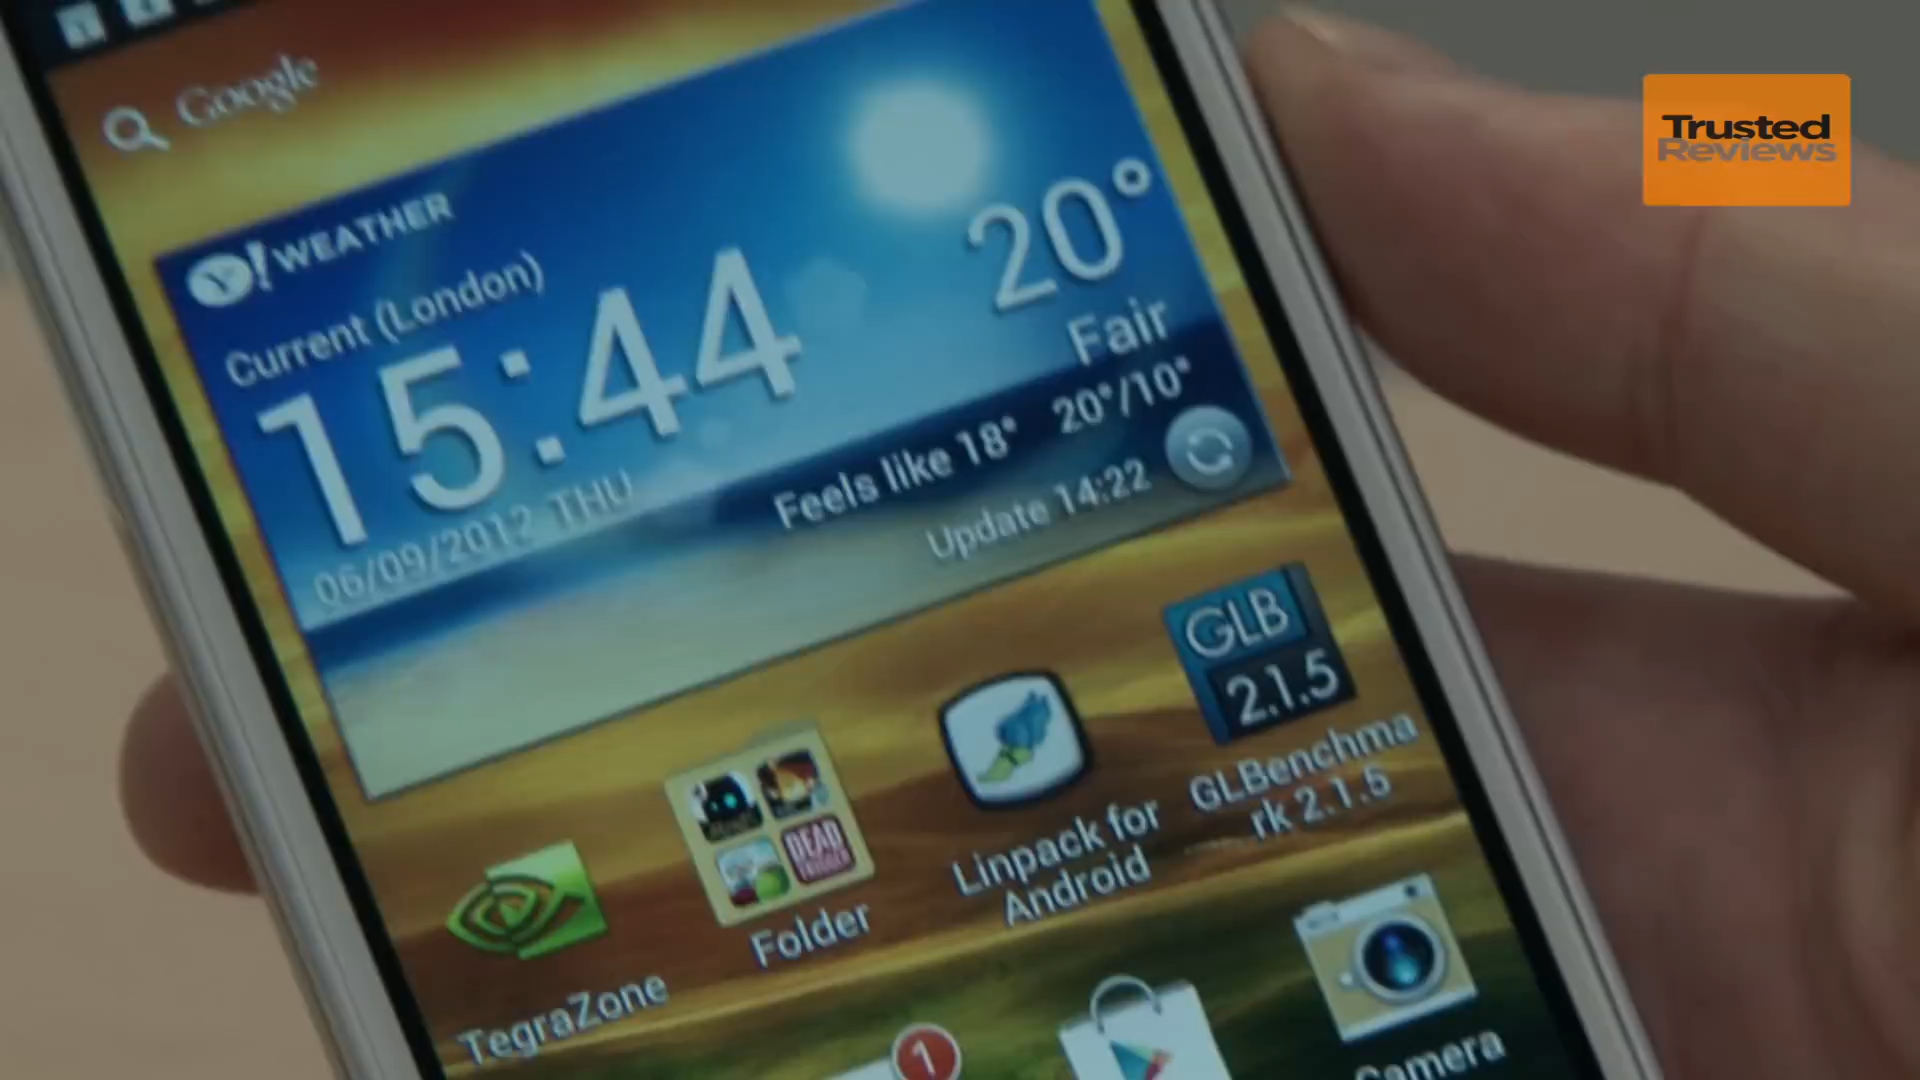 Google
Trusted
Reviews
Y! WEATHER
Current (London)
15:44
20°
Fair
06/09/2012 THU
Feels like 18°
20°/10°
Update 14:22
GLB
2.1.5
DEAD
TRIGGER
TegraZone
Folder
Linpack for
Android
GLBenchma
rk 2.1.5
1
Camera